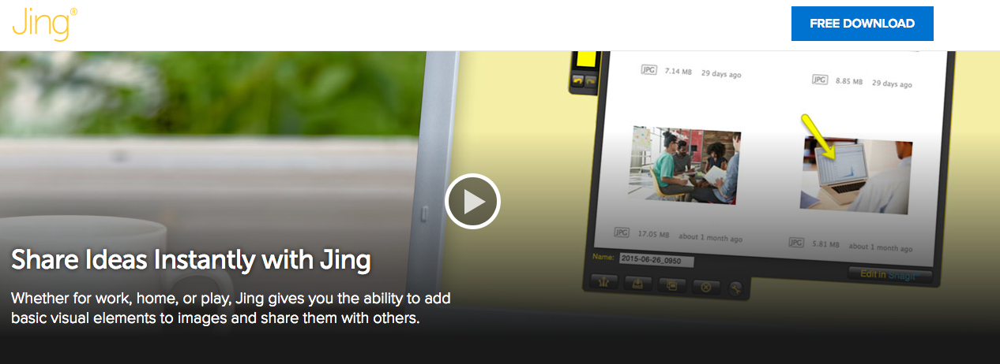 Jing®
FREE DOWNLOAD
JPG 7.14 MB 29 days ago
JPG 8.85 MB 29 days ago
JPG 17.05 MB about 1 month ago
JPG 5.81 MB about 1 month ago
Name: 2015-06-26_0950
Edit in Snagit
Share Ideas Instantly with Jing
Whether for work, home, or play, Jing gives you the ability to add
basic visual elements to images and share them with others.